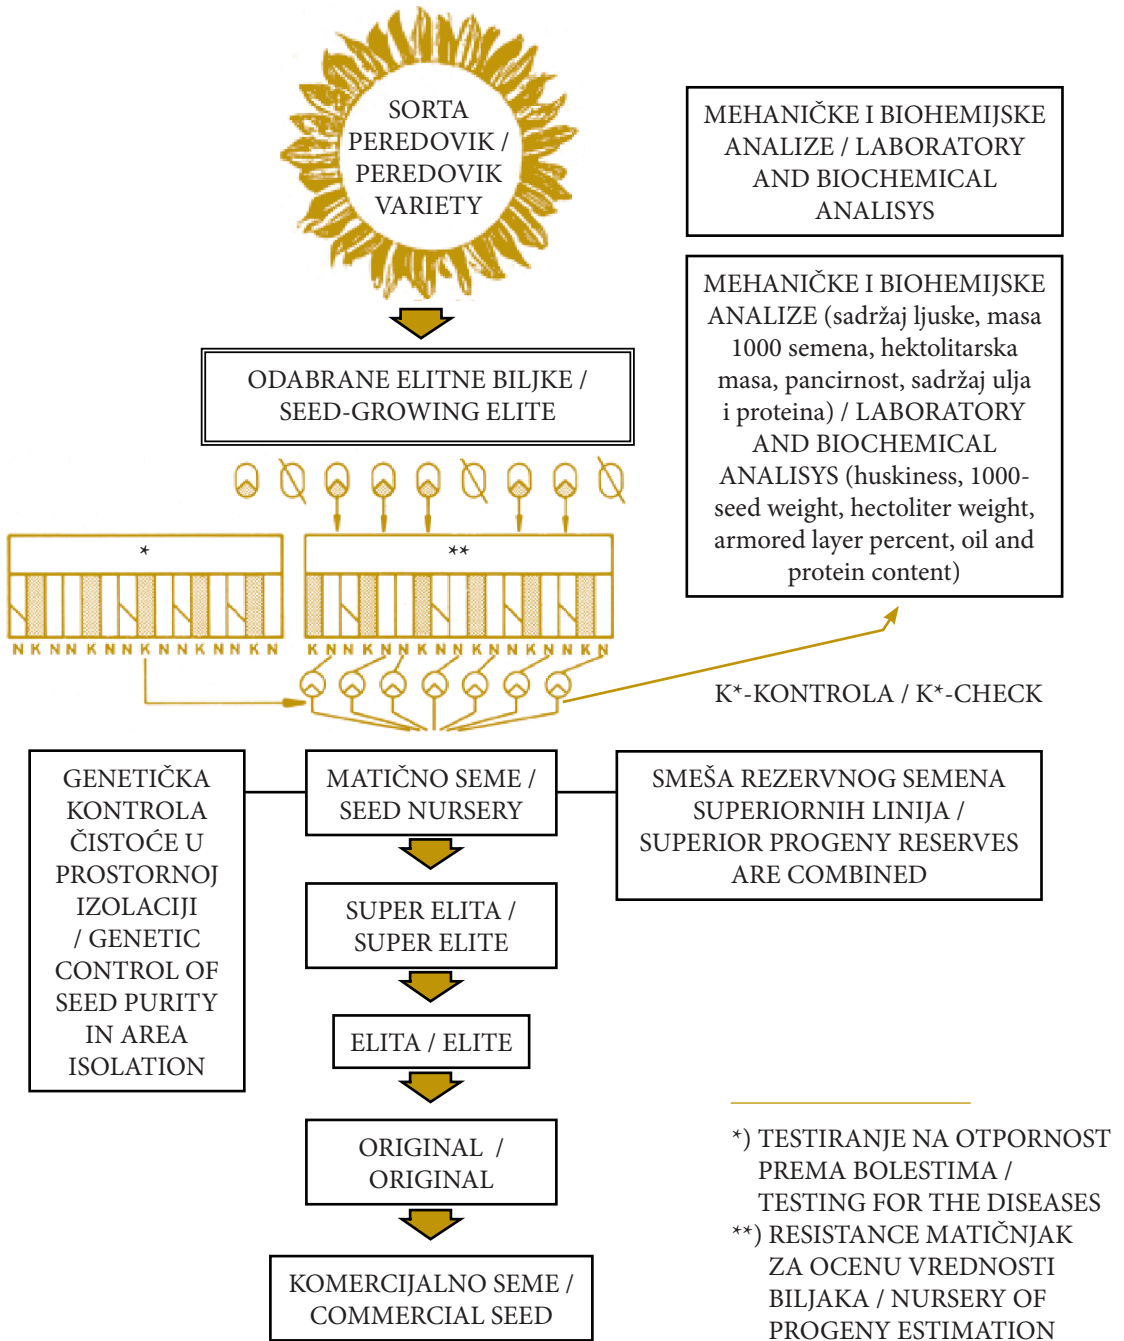 SORTA
PEREDOVIK /
PEREDOVIK
VARIETY
MEHANIČKE I BIOHEMIJSKE
ANALIZE / LABORATORY
AND BIOCHEMICAL
ANALISYS
MEHANIČKE I BIOHEMIJSKE
ANALIZE (sadržaj ljuske, masa
1000 semena, hektolitarska
masa, pancirnost, sadržaj ulja
i proteina) / LABORATORY
AND BIOCHEMICAL
ANALISYS (huskiness, 1000-
seed weight, hectoliter weight,
armored layer percent, oil and
protein content)
ODABRANE ELITNE BILJKE /
SEED-GROWING ELITE
*
**
N K N N K N N K N N K N N K N
K N N K N N K N N K N N K N N K N
K*-KONTROLA / K*-CHECK
GENETIČKA
KONTROLA
ČISTOĆE U
PROSTORNOJ
IZOLACIJI
/ GENETIC
CONTROL OF
SEED PURITY
IN AREA
ISOLATION
MATIČNO SEME /
SEED NURSERY
SMEŠA REZERVNOG SEMENA
SUPERIORNIH LINIJA /
SUPERIOR PROGENY RESERVES
ARE COMBINED
SUPER ELITA /
SUPER ELITE
ELITA / ELITE
ORIGINAL /
ORIGINAL
KOMERCIJALNO SEME /
COMMERCIAL SEED
*) TESTIRANJE NA OTPORNOST
PREMA BOLESTIMA /
TESTING FOR THE DISEASES
**) RESISTANCE MATIČNJAK
ZA OCENU VREDNOSTI
BILJAKA / NURSERY OF
PROGENY ESTIMATION